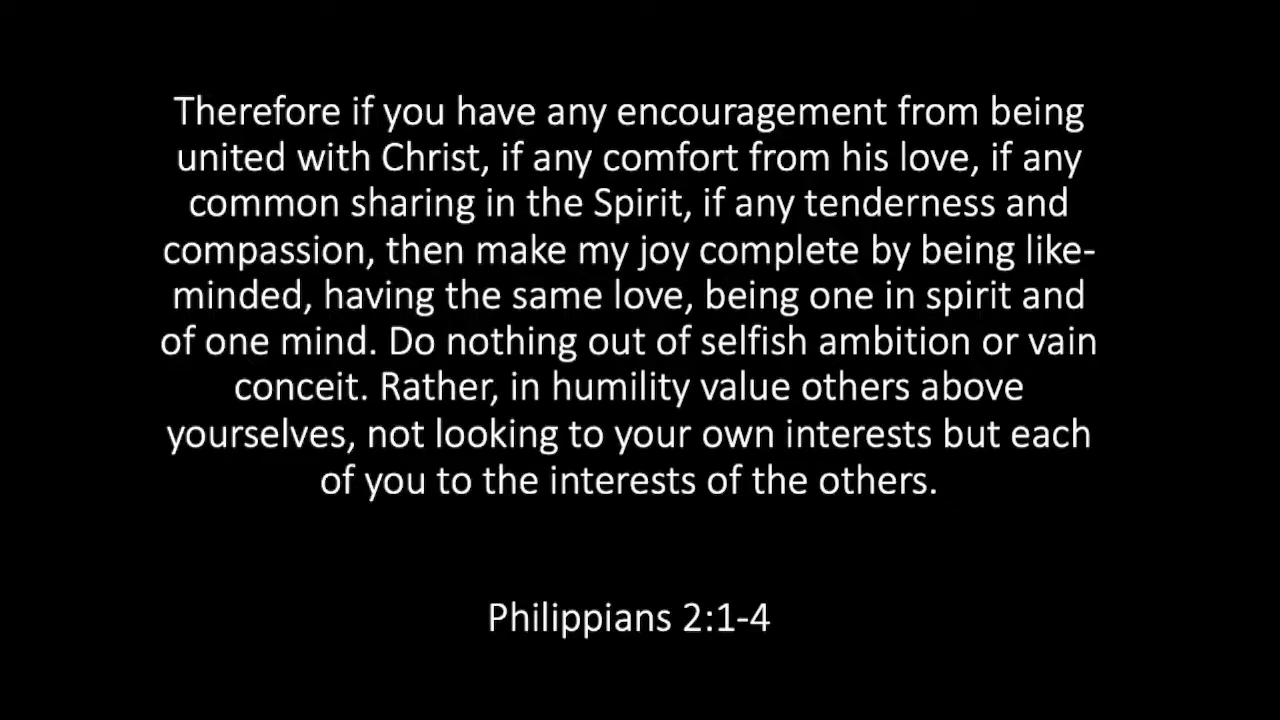 Therefore if you have any encouragement from being
united with Christ, if any comfort from his love, if any
common sharing in the Spirit, if any tenderness and
compassion, then make my joy complete by being like-
minded, having the same love, being one in spirit and
of one mind. Do nothing out of selfish ambition or vain
conceit. Rather, in humility value others above
yourselves, not looking to your own interests but each
of you to the interests of the others.
Philippians 2:1-4